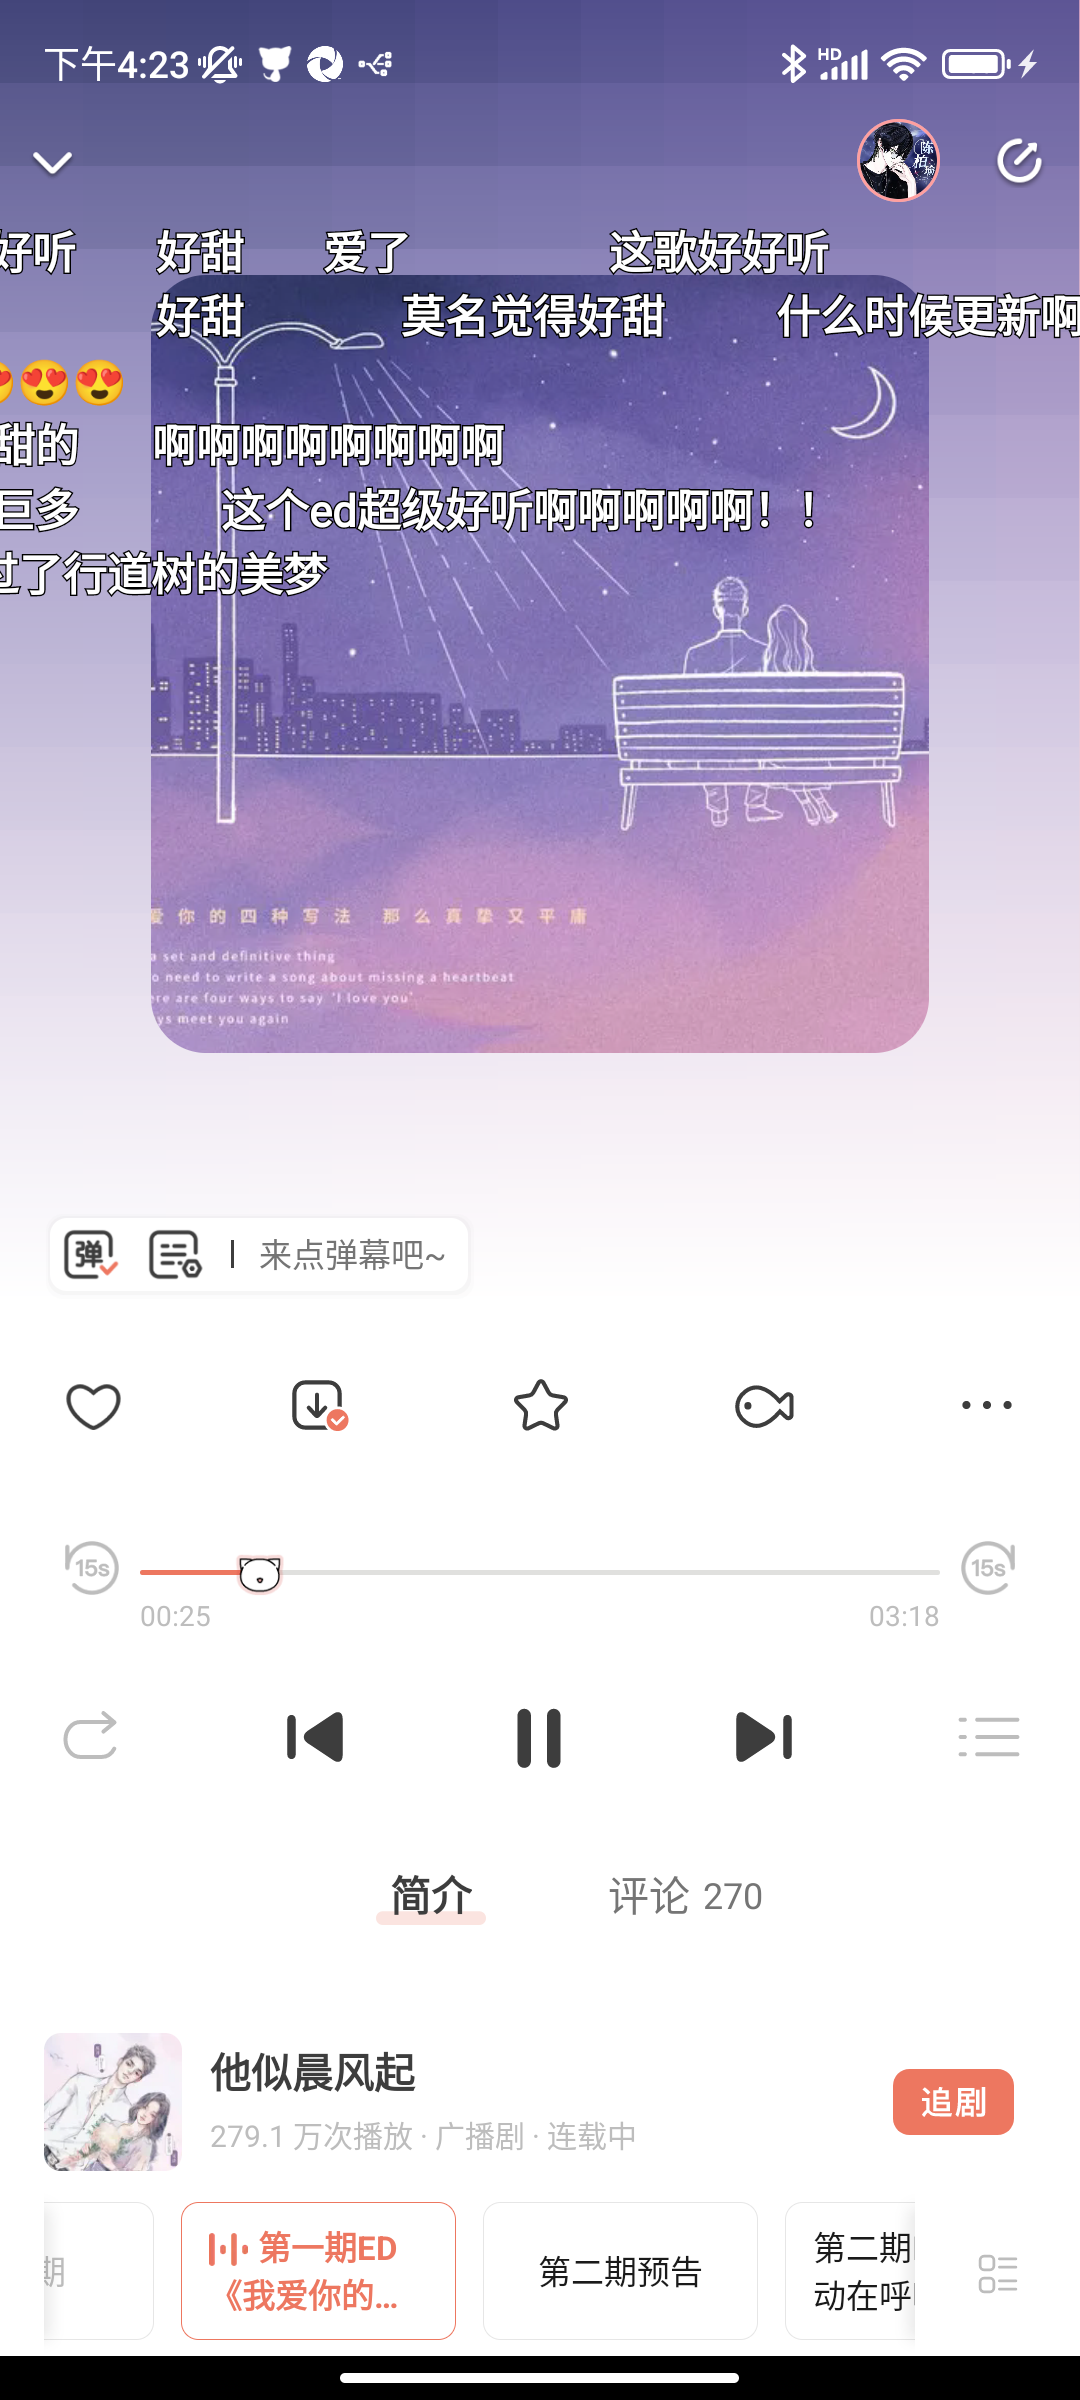 下午4:23
HD
陈柏瑜
好听 好甜 爱了 这歌好好听
好甜 莫名觉得好甜 什么时候更新啊
😍😍
甜的 啊啊啊啊啊啊啊啊
巨多 这个ed超级好听啊啊啊啊啊！！
过了行道树的美梦
爱你的四种写法 那么真挚又平庸
a set and definitive thing
o need to write a song about missing a heartbeat
ere are four ways to say 'I love you'
ys meet you again
弹 来点弹幕吧~
15s 15s
00:25 03:18
简介 评论 270
他似晨风起
279.1 万次播放 · 广播剧 · 连载中
追剧
期
第一期ED
《我爱你的...
第二期预告
第二期
动在呼